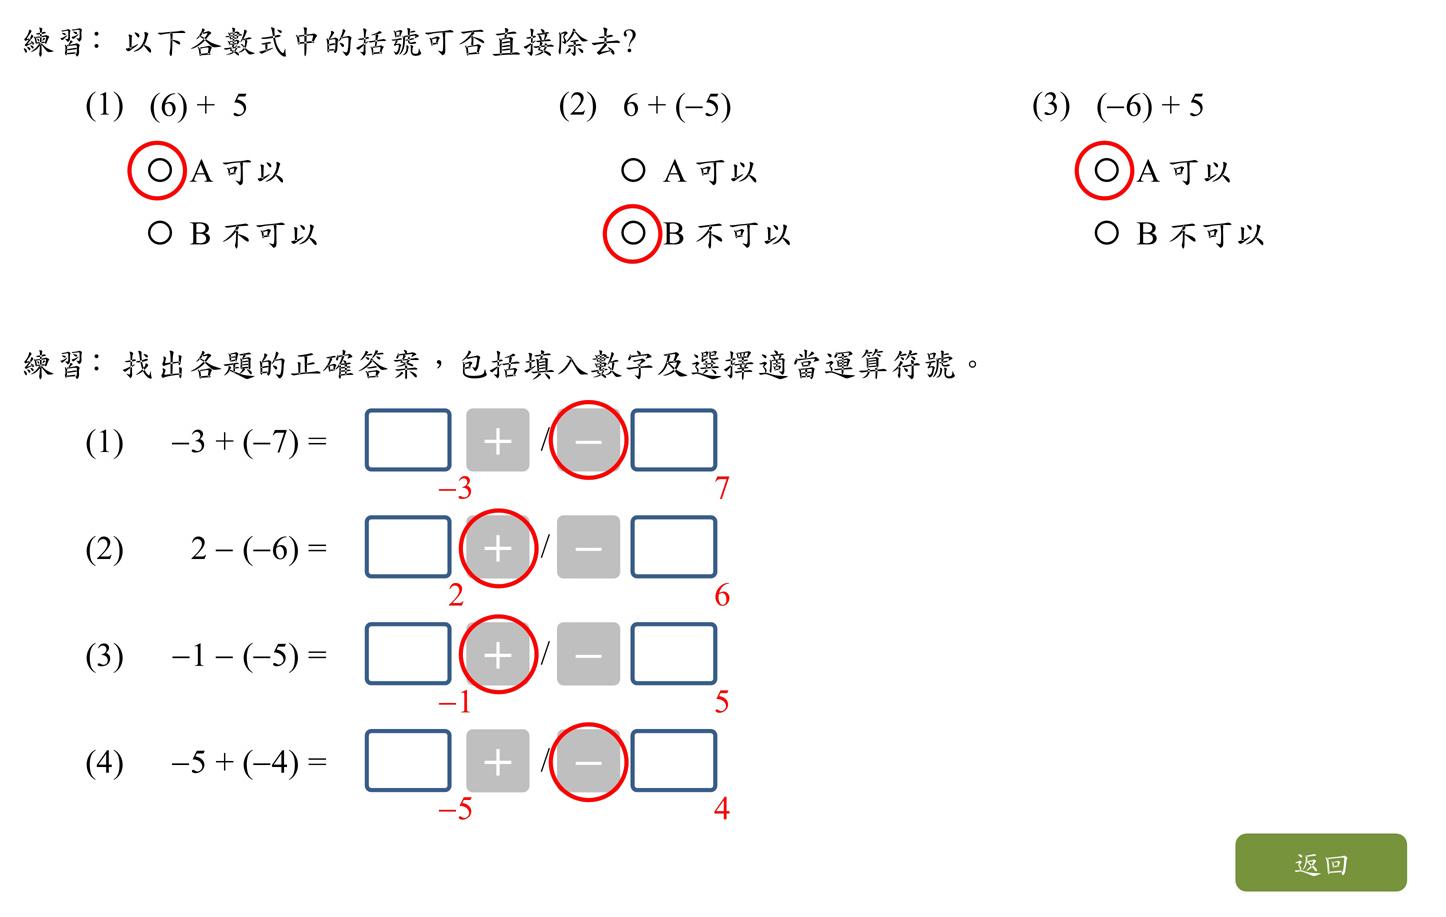 練習： 以下各數式中的括號可否直接除去?
(1) (6) + 5 (2) 6 + (–5) (3) (–6) + 5
A 可以 A 可以 A 可以
B 不可以 B 不可以 B 不可以
練習： 找出各題的正確答案，包括填入數字及選擇適當運算符號。
(1) –3 + (–7) = + / –
–3 7
(2) 2 – (–6) = + / –
2 6
(3) –1 – (–5) = + / –
–1 5
(4) –5 + (–4) = + / –
–5 4
返回